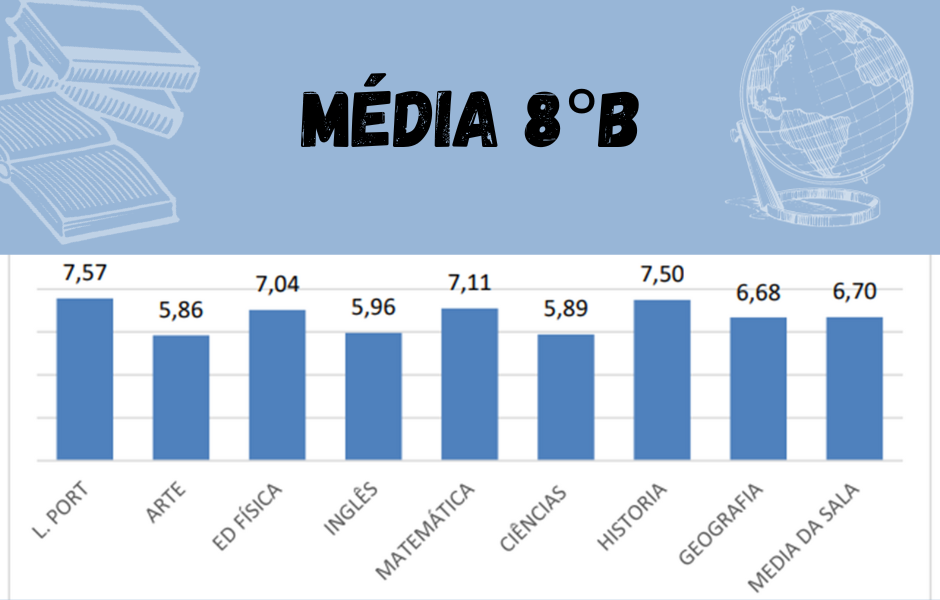 MÉDIA 8°B
7,57
5,86
7,04
5,96
7,11
5,89
7,50
6,68
6,70
L. PORT
ARTE
ED FÍSICA
INGLÊS
MATEMÁTICA
CIÊNCIAS
HISTORIA
GEOGRAFIA
MEDIA DA SALA